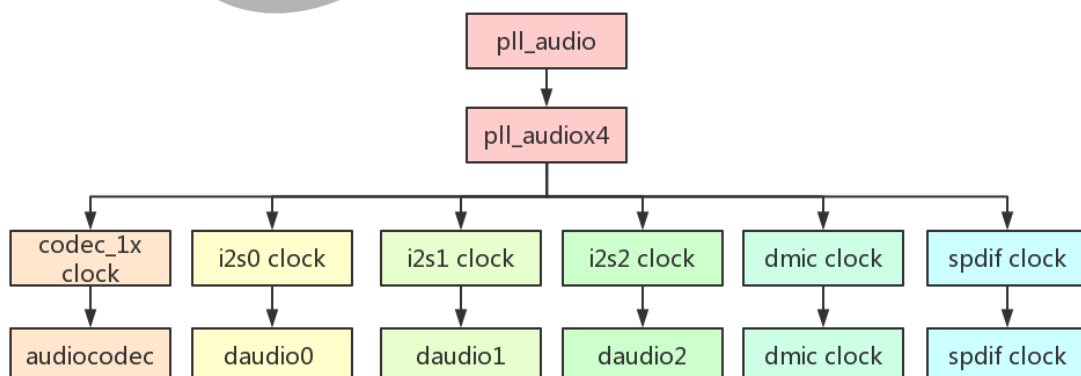 pll_audio
pll_audiox4
codec_1x
clock
i2s0 clock
i2s1 clock
i2s2 clock
dmic clock
spdif clock
audiocodec
daudio0
daudio1
daudio2
dmic clock
spdif clock